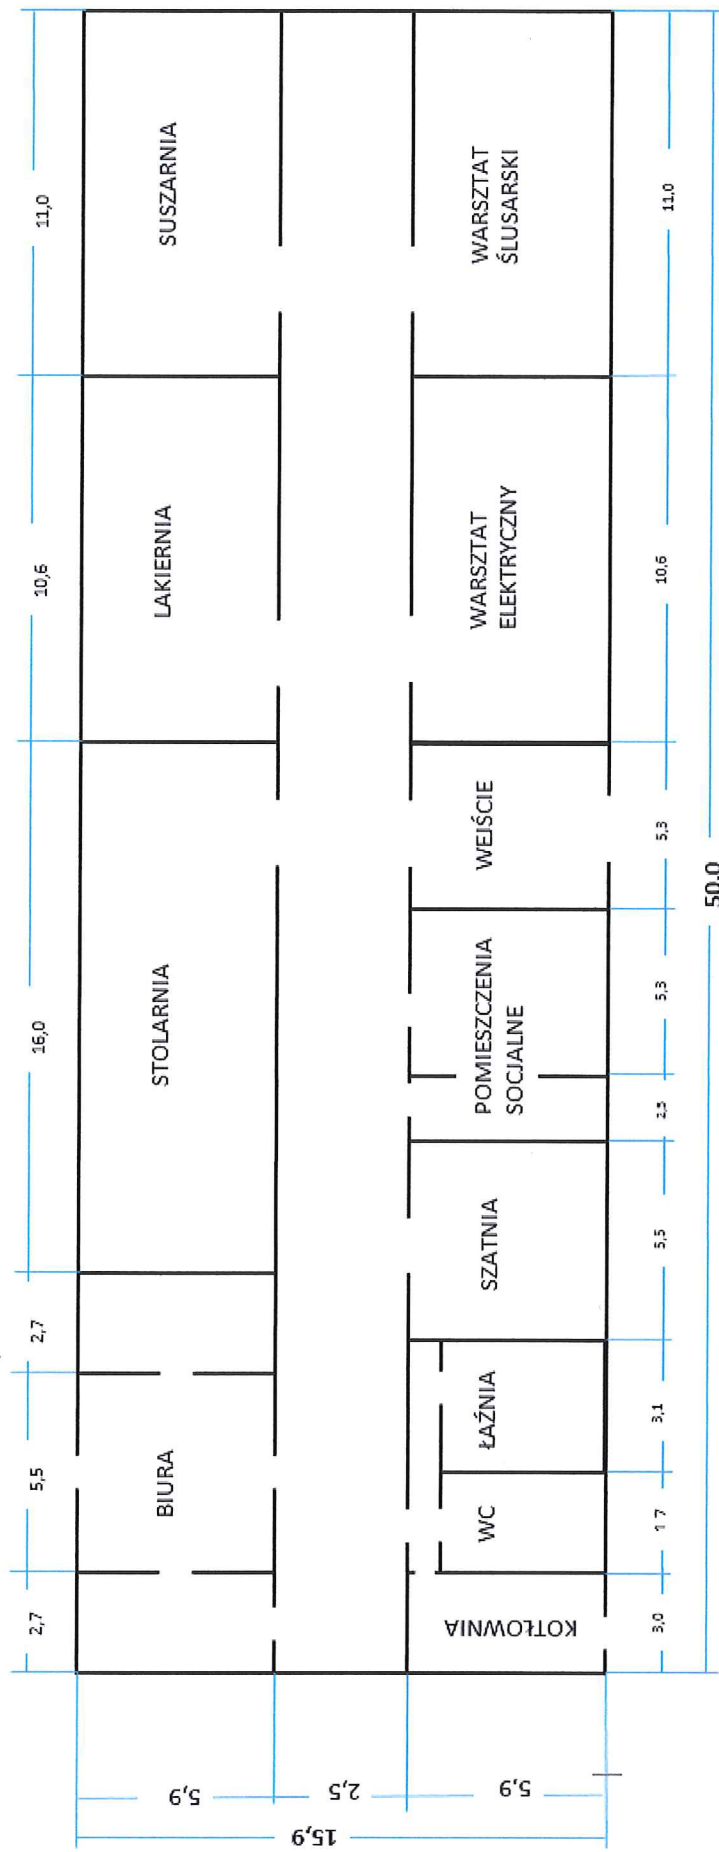 2,7
5,5
2,7
16,0
10,6
11,0
BIURA
STOLARNIA
LAKIERNIA
SUSZARNIA
15,9
5,9
2,5
5,9
KOTŁOWNIA
WC
ŁAŹNIA
SZATNIA
POMIESZCZENIA
SOCJALNE
WEJŚCIE
WARSZTAT
ELEKTRYCZNY
WARSZTAT
ŚLUSARSKI
3,0
1 7
3,1
5,5
2,3
5,3
5,3
10,6
11,0
50,0